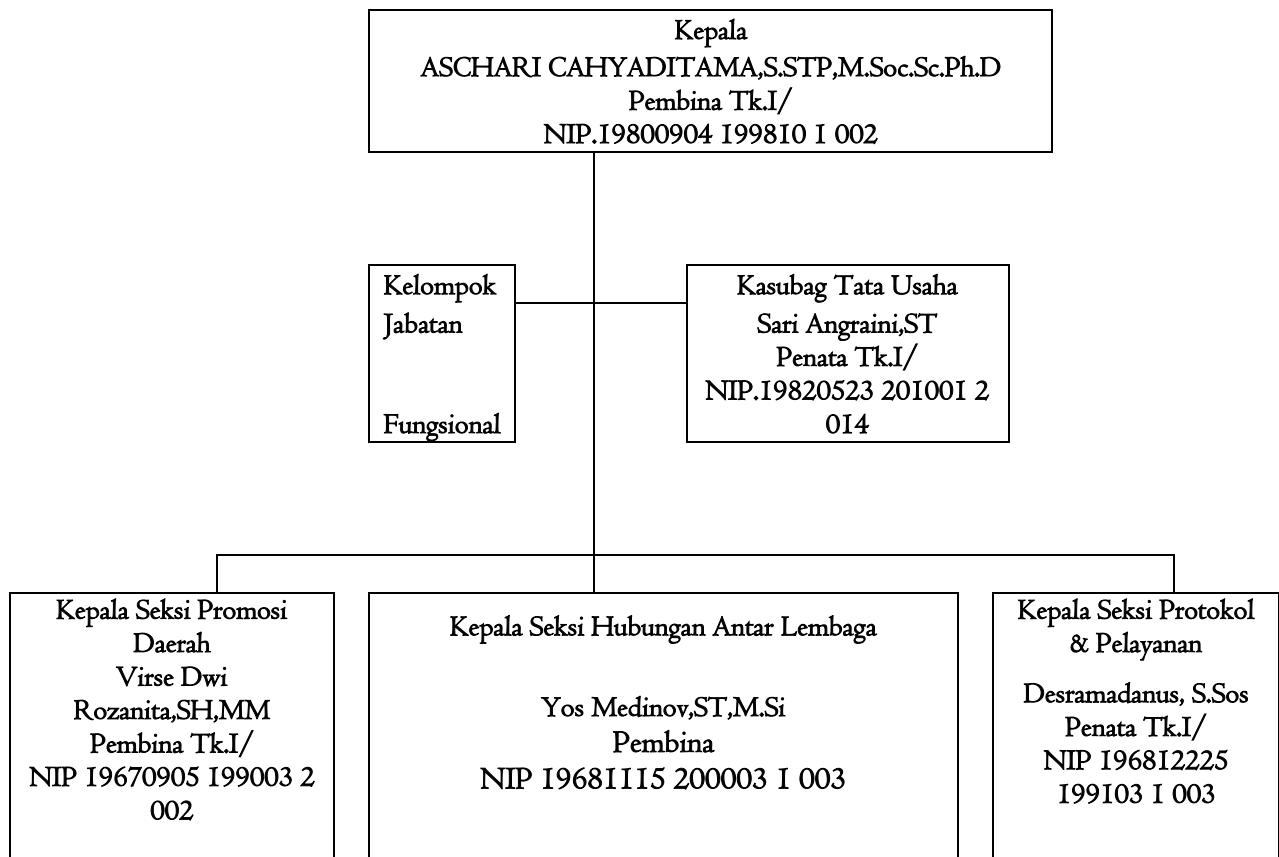 Kepala
ASCHARI CAHYADITAMA,S.STP,M.Soc.Sc.Ph.D
Pembina Tk.I/
NIP.19800904 199810 1 002
Kelompok
Jabatan
Fungsional
Kasubag Tata Usaha
Sari Angraini,ST
Penata Tk.I/
NIP.19820523 201001 2
014
Kepala Seksi Promosi
Daerah
Virse Dwi
Rozanita,SH,MM
Pembina Tk.I/
NIP 19670905 199003 2
002
Kepala Seksi Hubungan Antar Lembaga
Yos Medinov,ST,M.Si
Pembina
NIP 19681115 200003 1 003
Kepala Seksi Protokol
& Pelayanan
Desramadanus, S.Sos
Penata Tk.I/
NIP 196812225
199103 1 003